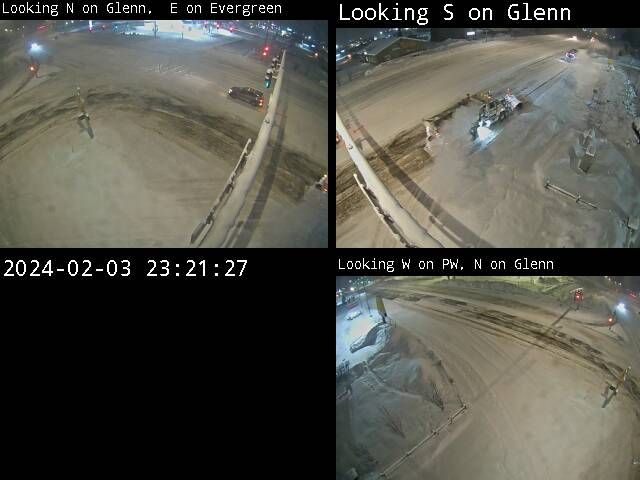 Looking N on Glenn,  E on Evergreen
Looking S on Glenn
2024-02-03 23:21:27
Looking W on PW, N on Glenn